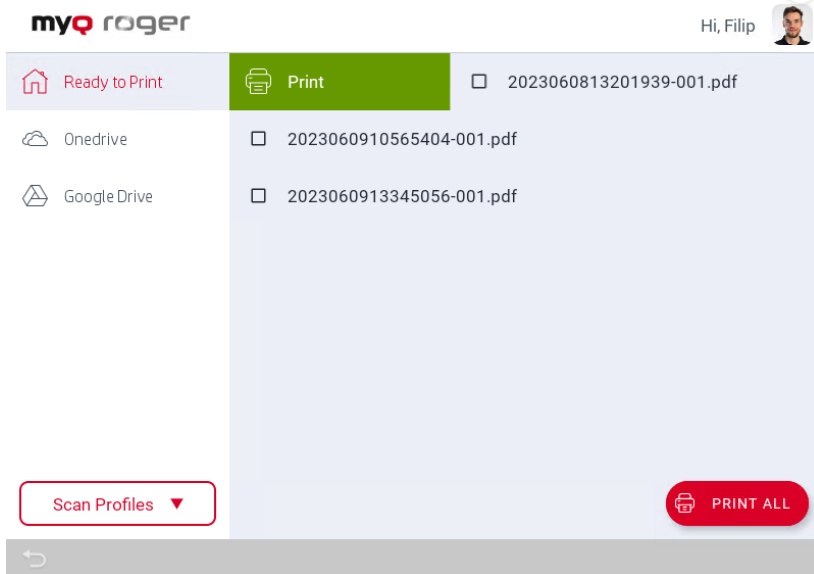 myQ roger
Hi, Filip
Ready to Print
Print
2023060813201939-001.pdf
Onedrive
2023060910565404-001.pdf
Google Drive
2023060913345056-001.pdf
Scan Profiles
PRINT ALL